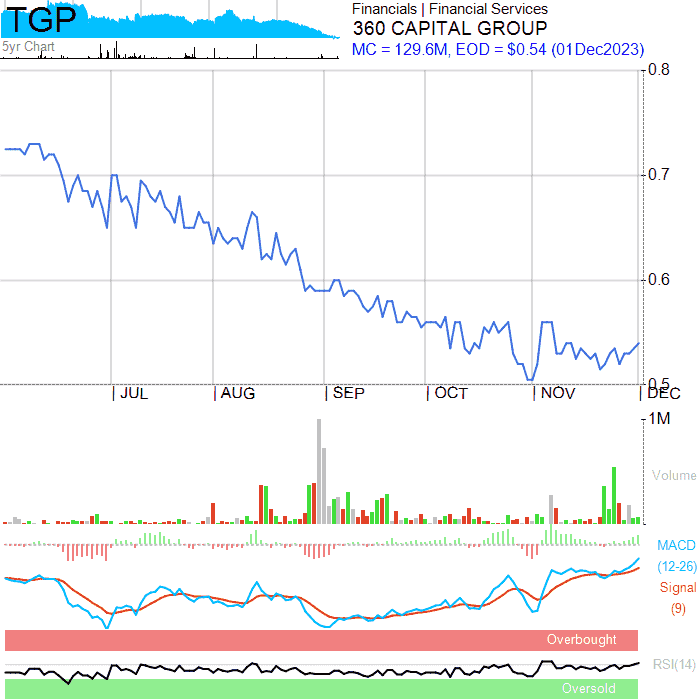 TGP
5yr Chart
Financials | Financial Services
360 CAPITAL GROUP
MC = 129.6M, EOD = $0.54 (01Dec2023)
0.8
0.7
0.6
0.5
JUL AUG SEP OCT NOV DEC
1M
Volume
MACD
(12-26)
Signal
(9)
Overbought
RSI(14)
Oversold